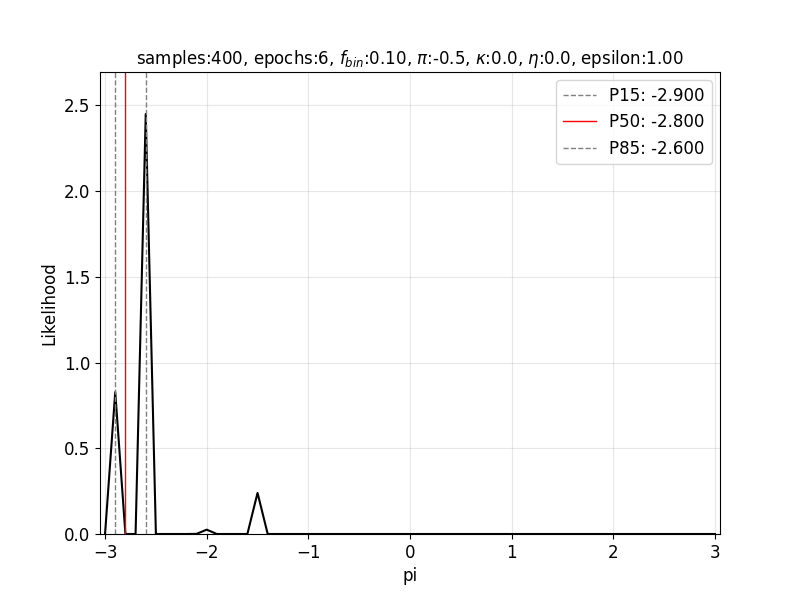 samples:400, epochs:6, f_bin:0.10, π:-0.5, κ:0.0, η:0.0, epsilon:1.00
P15: -2.900
P50: -2.800
P85: -2.600
2.5
2.0
1.5
1.0
0.5
0.0
Likelihood
−3 −2 −1 0 1 2 3
pi